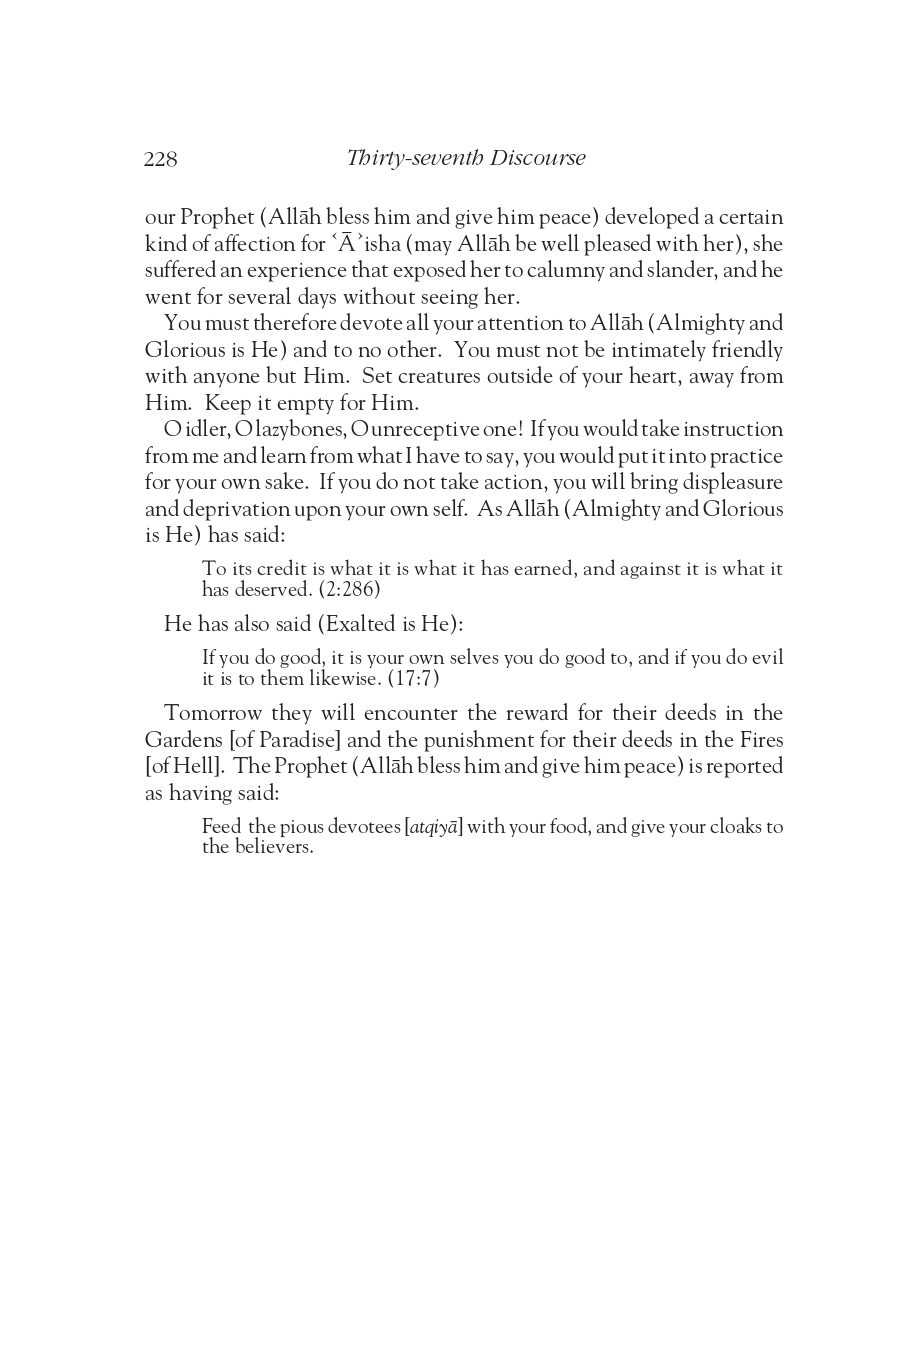 228 Thirty-seventh Discourse
our Prophet (Allāh bless him and give him peace) developed a certain
kind of affection for ʿĀʾisha (may Allāh be well pleased with her), she
suffered an experience that exposed her to calumny and slander, and he
went for several days without seeing her.
You must therefore devote all your attention to Allāh (Almighty and
Glorious is He) and to no other. You must not be intimately friendly
with anyone but Him. Set creatures outside of your heart, away from
Him. Keep it empty for Him.
O idler, O lazybones, O unreceptive one! If you would take instruction
from me and learn from what I have to say, you would put it into practice
for your own sake. If you do not take action, you will bring displeasure
and deprivation upon your own self. As Allāh (Almighty and Glorious
is He) has said:
To its credit is what it is what it has earned, and against it is what it
has deserved. (2:286)
He has also said (Exalted is He):
If you do good, it is your own selves you do good to, and if you do evil
it is to them likewise. (17:7)
Tomorrow they will encounter the reward for their deeds in the
Gardens [of Paradise] and the punishment for their deeds in the Fires
[of Hell]. The Prophet (Allāh bless him and give him peace) is reported
as having said:
Feed the pious devotees [atqiyā] with your food, and give your cloaks to
the believers.